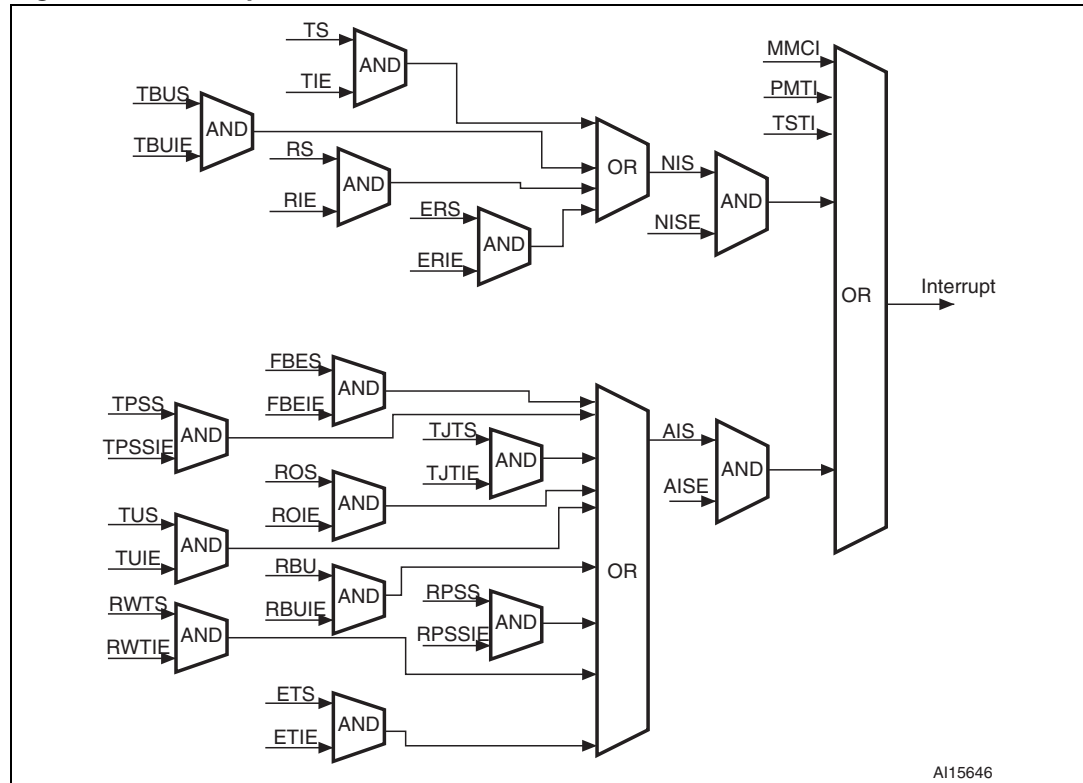 TS
AND
TIE
TBUS
AND
TBUIE
RS
AND
RIE
ERS
AND
ERIE
OR
NIS
AND
NISE
MMCI
PMTI
TSTI
OR
Interrupt
FBES
AND
FBEIE
TPSS
AND
TPSSIE
TJTS
AND
TJTIE
ROS
AND
ROIE
TUS
AND
TUIE
RBU
AND
RBUIE
RPSS
AND
RPSSIE
RWTS
AND
RWTIE
ETS
AND
ETIE
OR
AIS
AND
AISE
AI15646